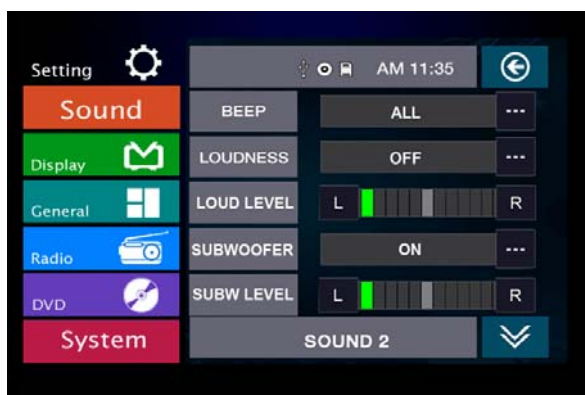 Setting
AM 11:35
Sound
BEEP
ALL
...
Display
LOUDNESS
OFF
...
General
LOUD LEVEL
L
R
Radio
SUBWOOFER
ON
...
DVD
SUBW LEVEL
L
R
System
SOUND 2